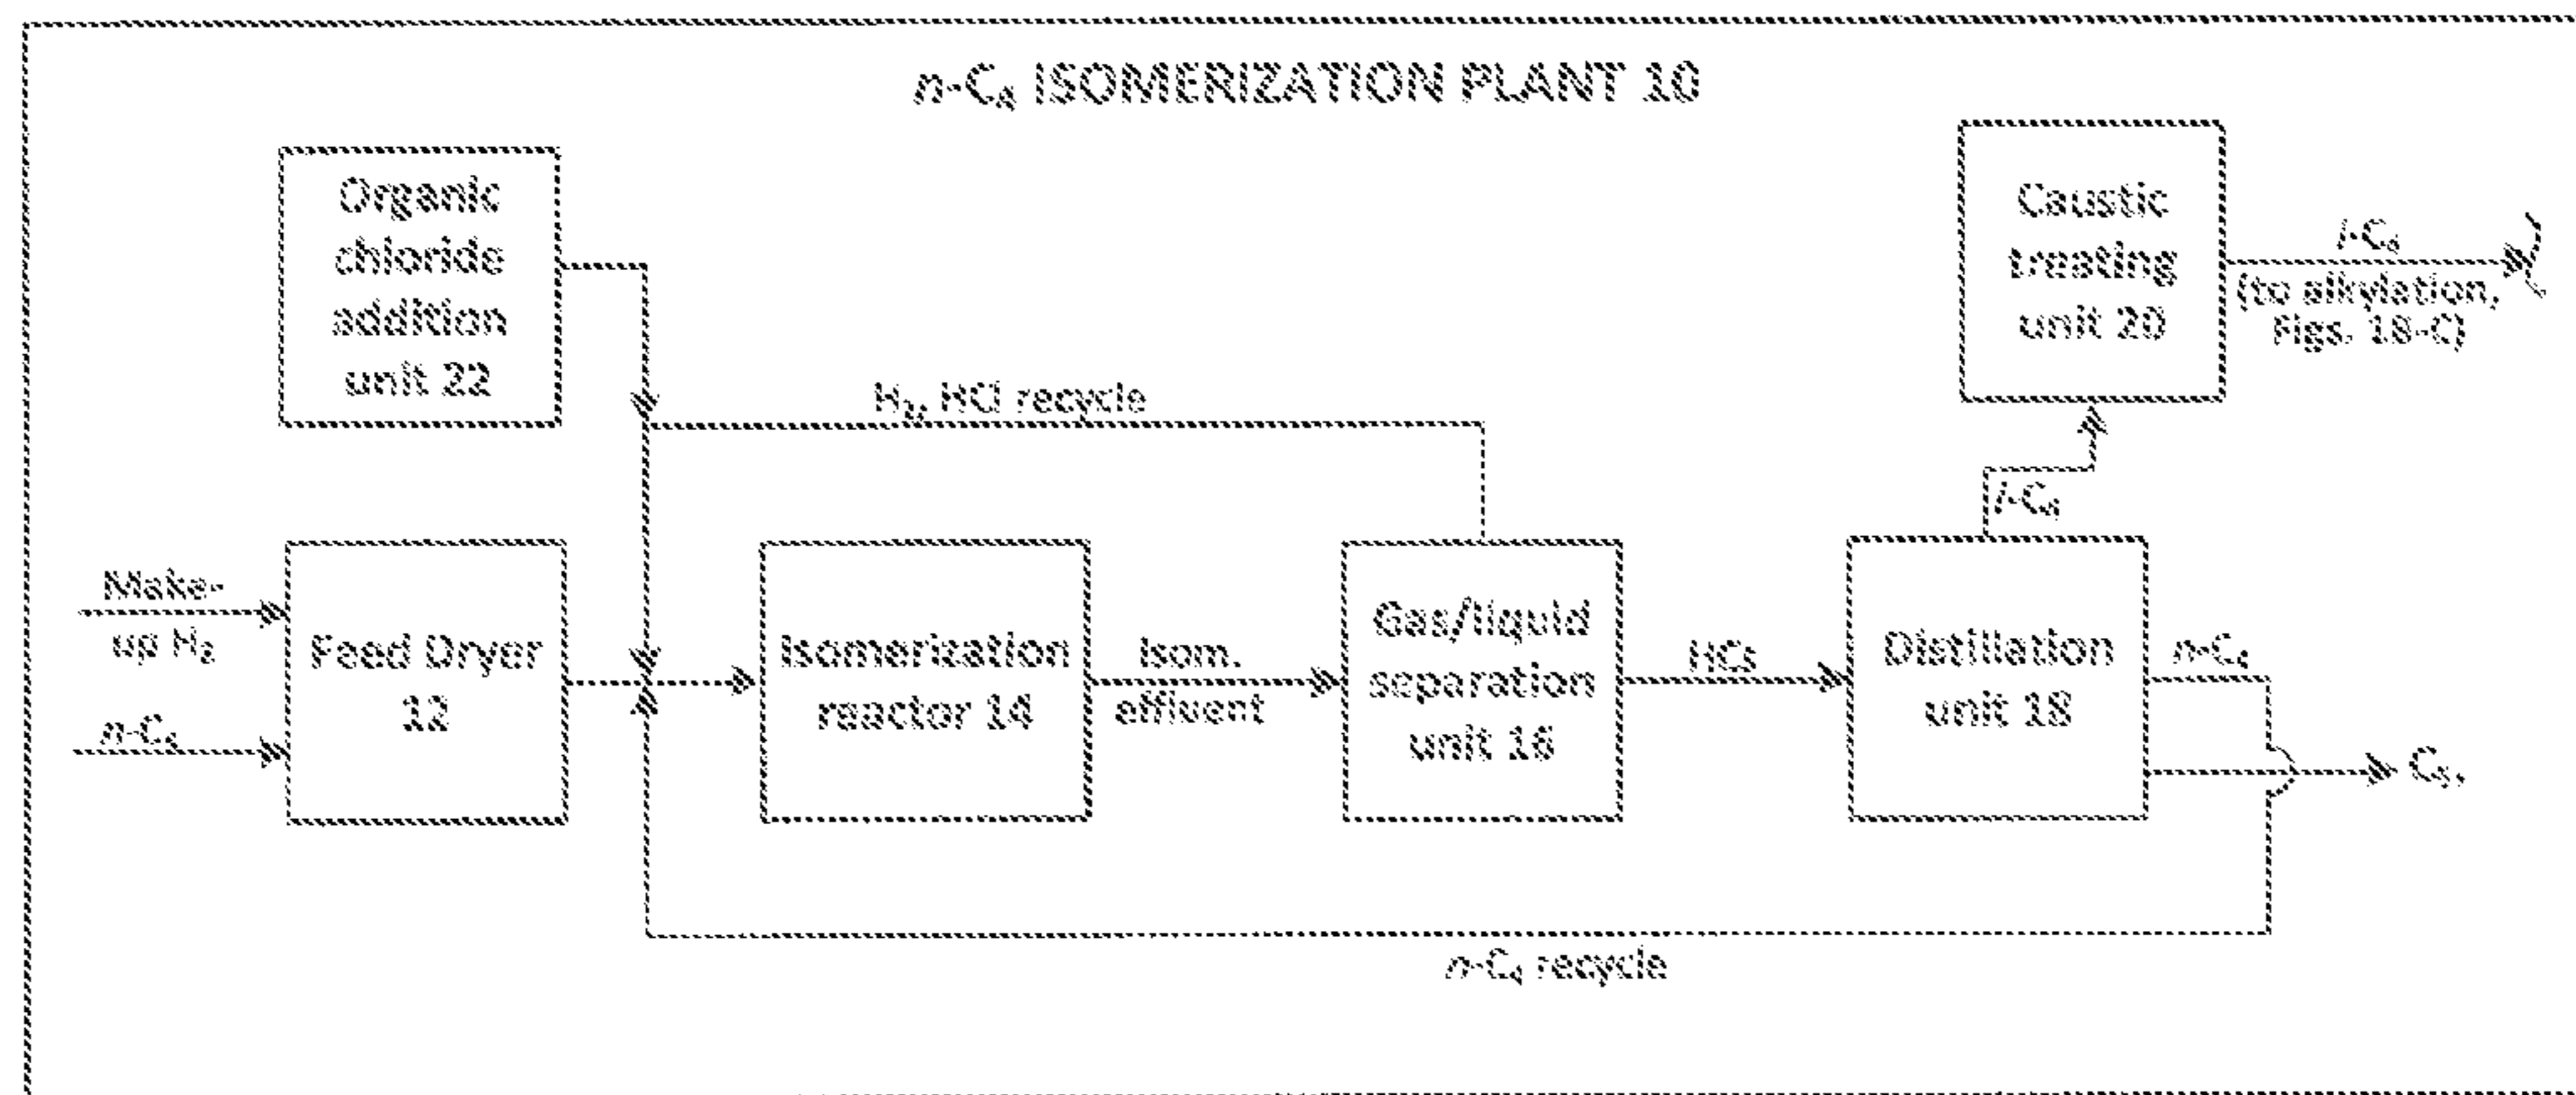 n-C₄ ISOMERIZATION PLANT 10
Organic
chloride
addition
unit 22
Caustic
treating
unit 20
i-C₄
(to alkylation,
Figs. 1B-C)
H₂, HCl recycle
i-C₄
Make-
up H₂
n-C₄
Feed Dryer
12
Isomerization
reactor 14
Isom.
effluent
Gas/liquid
separation
unit 16
HCs
Distillation
unit 18
n-C₄
C₅₊
n-C₄ recycle